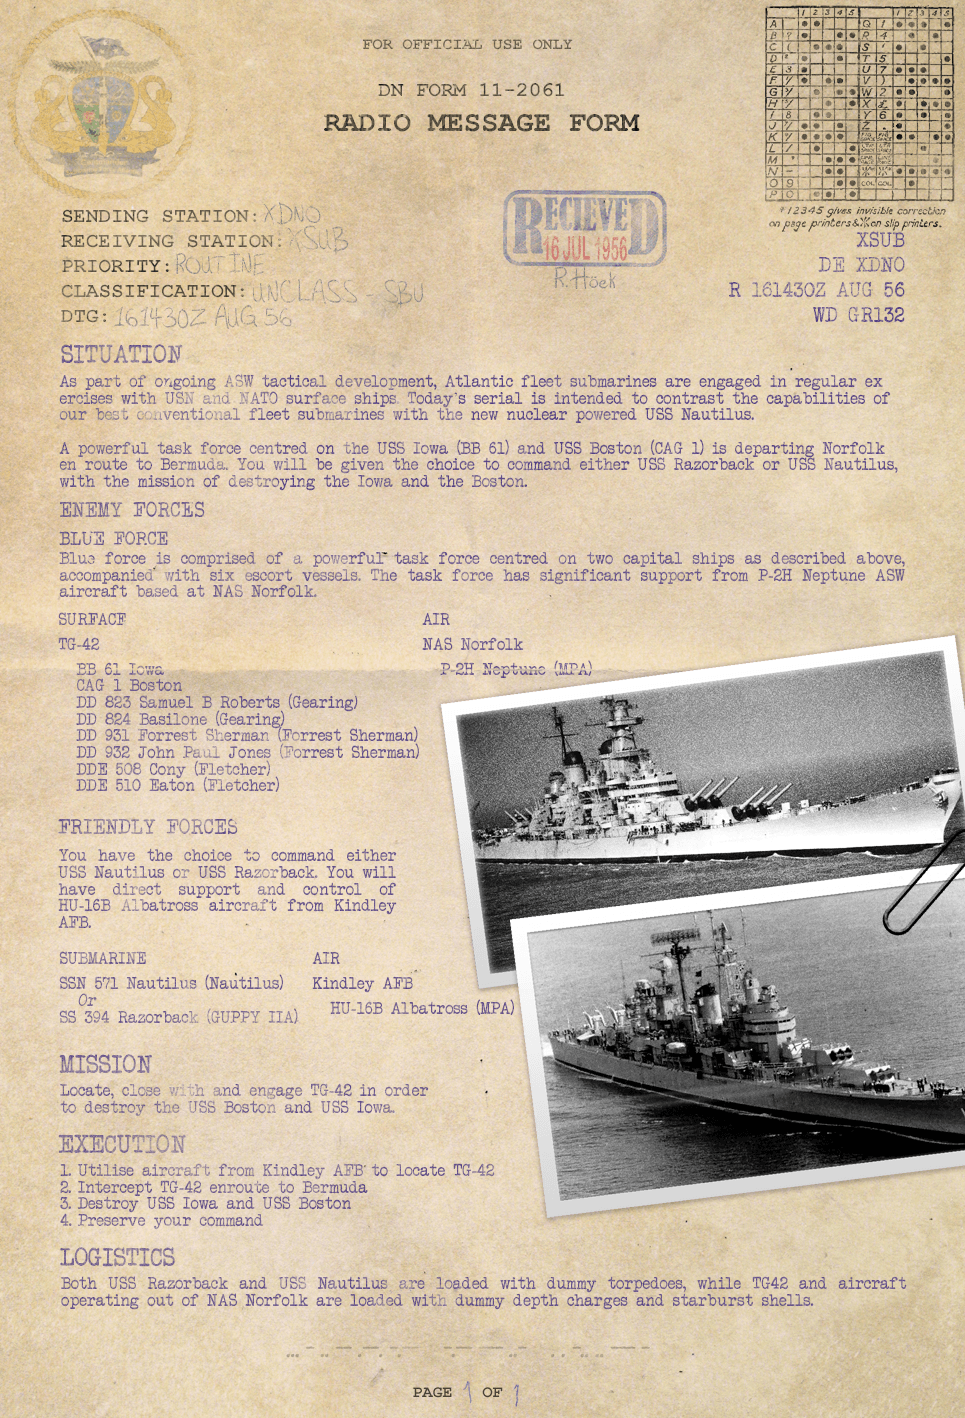 FOR OFFICIAL USE ONLY
DN FORM 11-2061
RADIO MESSAGE FORM
*12345 gives invisible correction
on page printers & on slip printers.
SENDING STATION: XDNO
RECEIVING STATION: XSUB
PRIORITY: ROUTINE
CLASSIFICATION: UNCLASS - SBU
DTG: 161430Z AUG 56
RECIEVED
16 JUL 1956
R.Höek
XSUB
DE XDNO
R 161430Z AUG 56
WD GR132
SITUATION
As part of ongoing ASW tactical development, Atlantic fleet submarines are engaged in regular ex
ercises with USN and NATO surface ships. Today's serial is intended to contrast the capabilities of
our best conventional fleet submarines with the new nuclear powered USS Nautilus.
A powerful task force centred on the USS Iowa (BB 61) and USS Boston (CAG 1) is departing Norfolk
en route to Bermuda. You will be given the choice to command either USS Razorback or USS Nautilus,
with the mission of destroying the Iowa and the Boston.
ENEMY FORCES
BLUE FORCE
Blue force is comprised of a powerful task force centred on two capital ships as described above,
accompanied with six escort vessels. The task force has significant support from P-2H Neptune ASW
aircraft based at NAS Norfolk.
SURFACE
TG-42
BB 61 Iowa
CAG 1 Boston
DD 823 Samuel B Roberts (Gearing)
DD 824 Basilone (Gearing)
DD 931 Forrest Sherman (Forrest Sherman)
DD 932 John Paul Jones (Forrest Sherman)
DDE 508 Cony (Fletcher)
DDE 510 Eaton (Fletcher)
AIR
NAS Norfolk
P-2H Neptune (MPA)
FRIENDLY FORCES
You have the choice to command either
USS Nautilus or USS Razorback. You will
have direct support and control of
HU-16B Albatross aircraft from Kindley
AFB.
SUBMARINE
SSN 571 Nautilus (Nautilus)
Or
SS 394 Razorback (GUPPY IIA)
AIR
Kindley AFB
HU-16B Albatross (MPA)
MISSION
Locate, close with and engage TG-42 in order
to destroy the USS Boston and USS Iowa.
EXECUTION
1. Utilise aircraft from Kindley AFB to locate TG-42
2. Intercept TG-42 enroute to Bermuda
3. Destroy USS Iowa and USS Boston
4. Preserve your command
LOGISTICS
Both USS Razorback and USS Nautilus are loaded with dummy torpedoes, while TG42 and aircraft
operating out of NAS Norfolk are loaded with dummy depth charges and starburst shells.
PAGE 1 OF 1